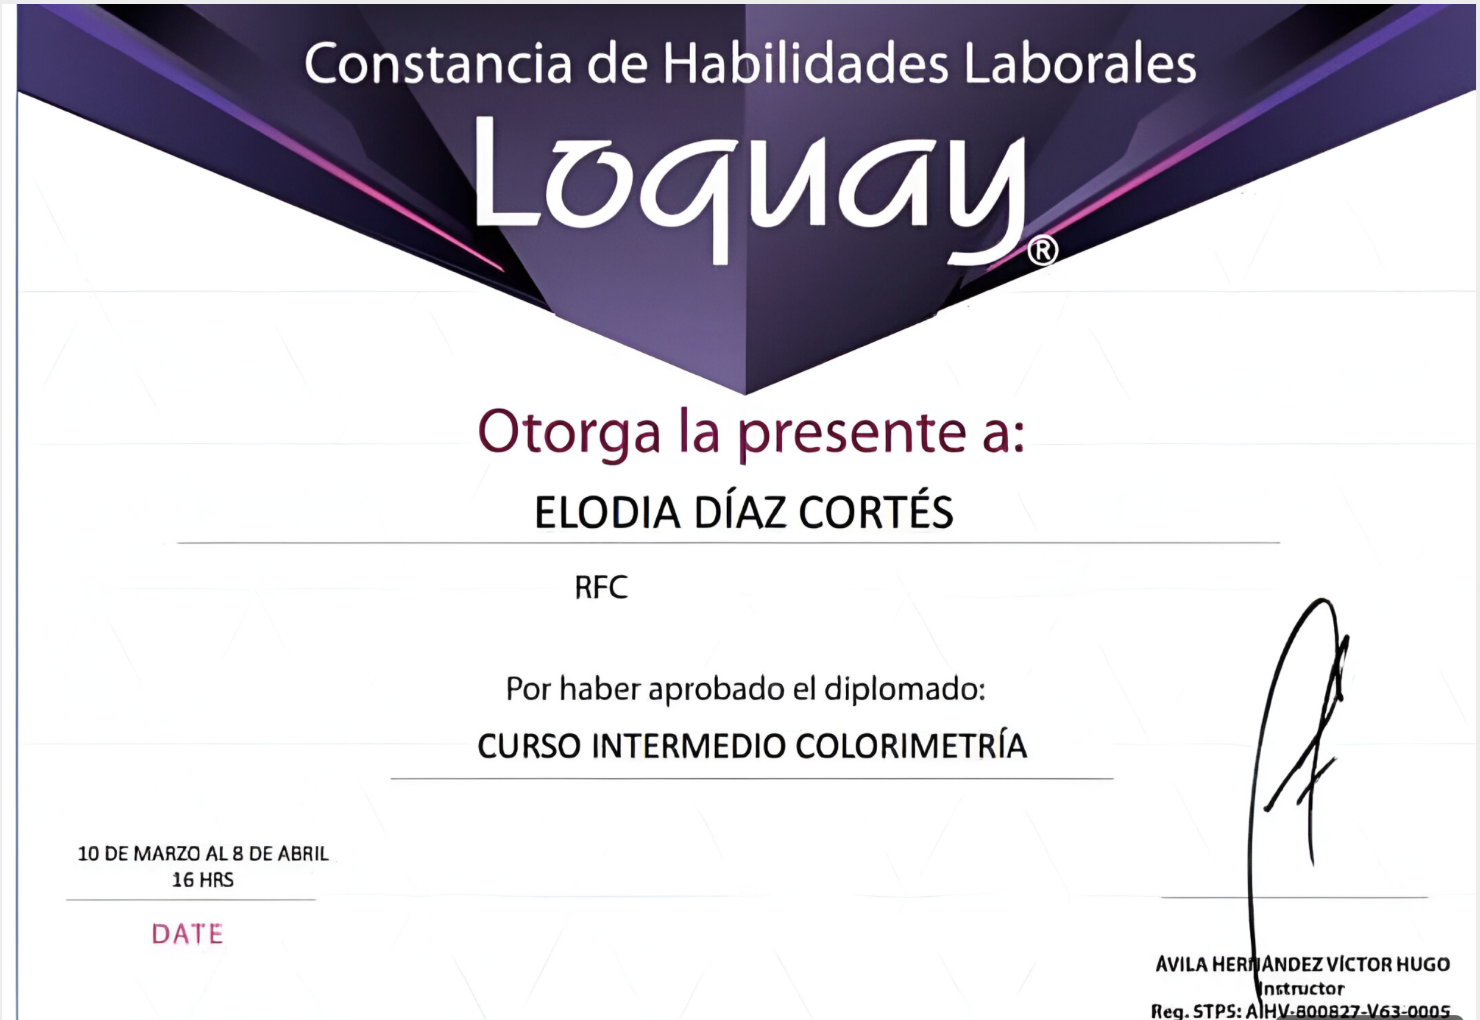 Constancia de Habilidades Laborales
Loquay®
Otorga la presente a:
ELODIA DÍAZ CORTÉS
RFC
Por haber aprobado el diplomado:
CURSO INTERMEDIO COLORIMETRÍA
10 DE MARZO AL 8 DE ABRIL
16 HRS
DATE
ÁVILA HERNÁNDEZ VÍCTOR HUGO
Instructor
Reg. STPS: AIHV-800827-V63-0005